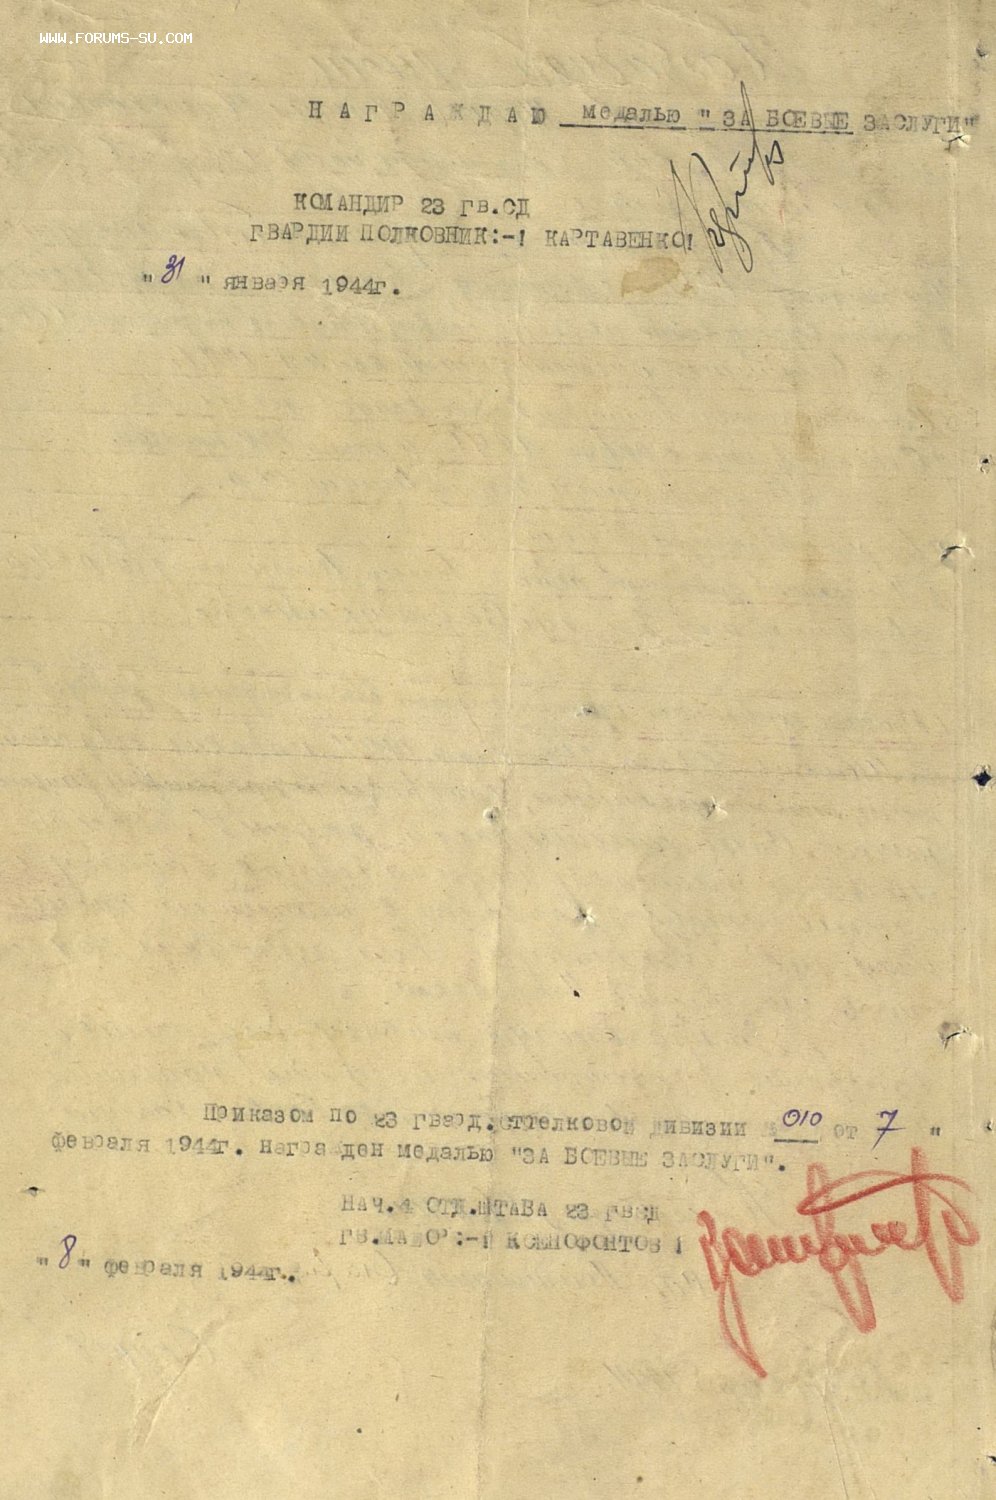 WWW.FORUMS-SU.COM
НАГРАЖДАЮ медалью "ЗА БОЕВЫЕ ЗАСЛУГИ"
КОМАНДИР 23 гв.СД
ГВАРДИИ ПОЛКОВНИК:-! КАРТАВЕНКО!
"31" января 1944г.
Приказом по 23 гвард.стрелковой дивизии № 010 от 7 "
февраля 1944г. награжден медалью "ЗА БОЕВЫЕ ЗАСЛУГИ".
НАЧ.4 ОТД.ШТАБА 23 ГВСД
ГВ.МАЙОР:-! КСЕНОФОНТОВ!
"8" февраля 1944г.